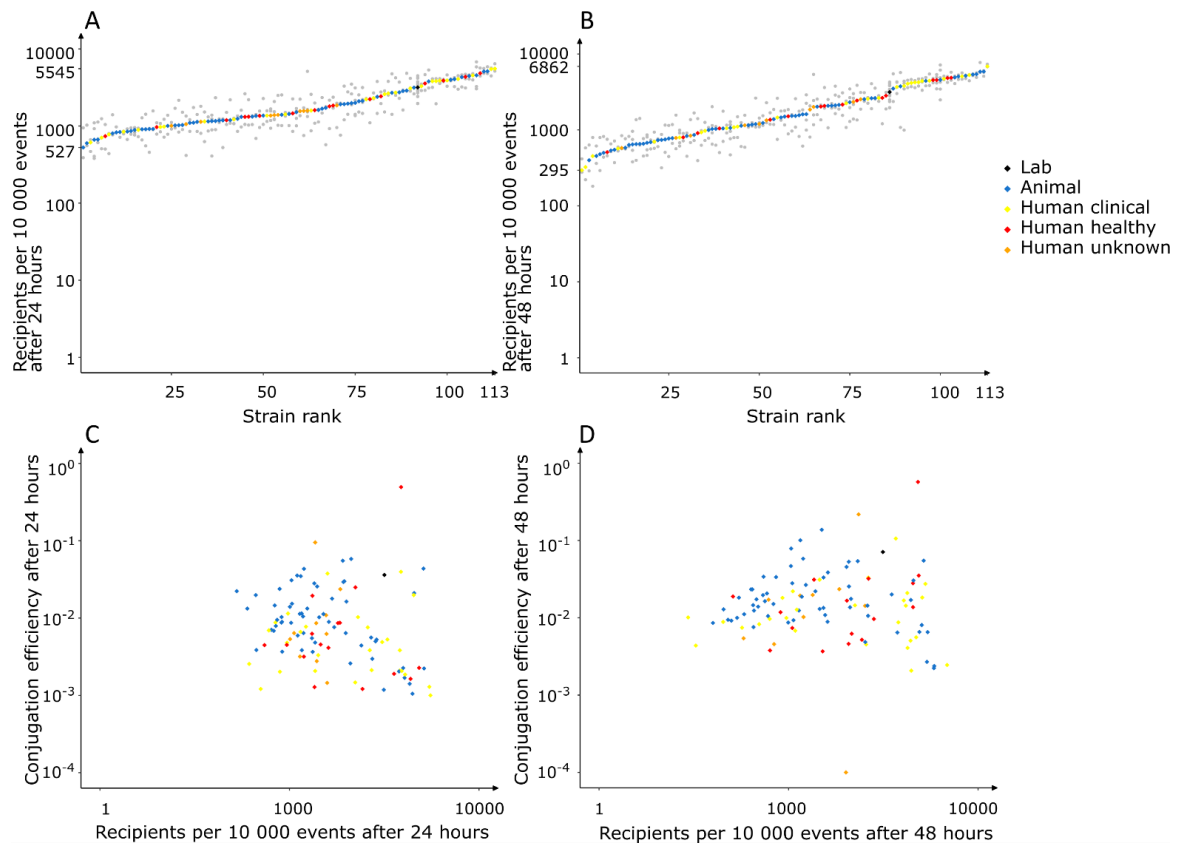 A
Recipients per 10 000 events
after 24 hours
10000
5545
1000
527
100
10
1
25
50
75
100
113
Strain rank
B
Recipients per 10 000 events
after 48 hours
10000
6862
1000
295
100
10
1
25
50
75
100
113
Strain rank
Lab
Animal
Human clinical
Human healthy
Human unknown
C
Conjugation efficiency after 24 hours
10⁰
10⁻¹
10⁻²
10⁻³
10⁻⁴
1
1000
10000
Recipients per 10 000 events after 24 hours
D
Conjugation efficiency after 48 hours
10⁰
10⁻¹
10⁻²
10⁻³
10⁻⁴
1
1000
10000
Recipients per 10 000 events after 48 hours